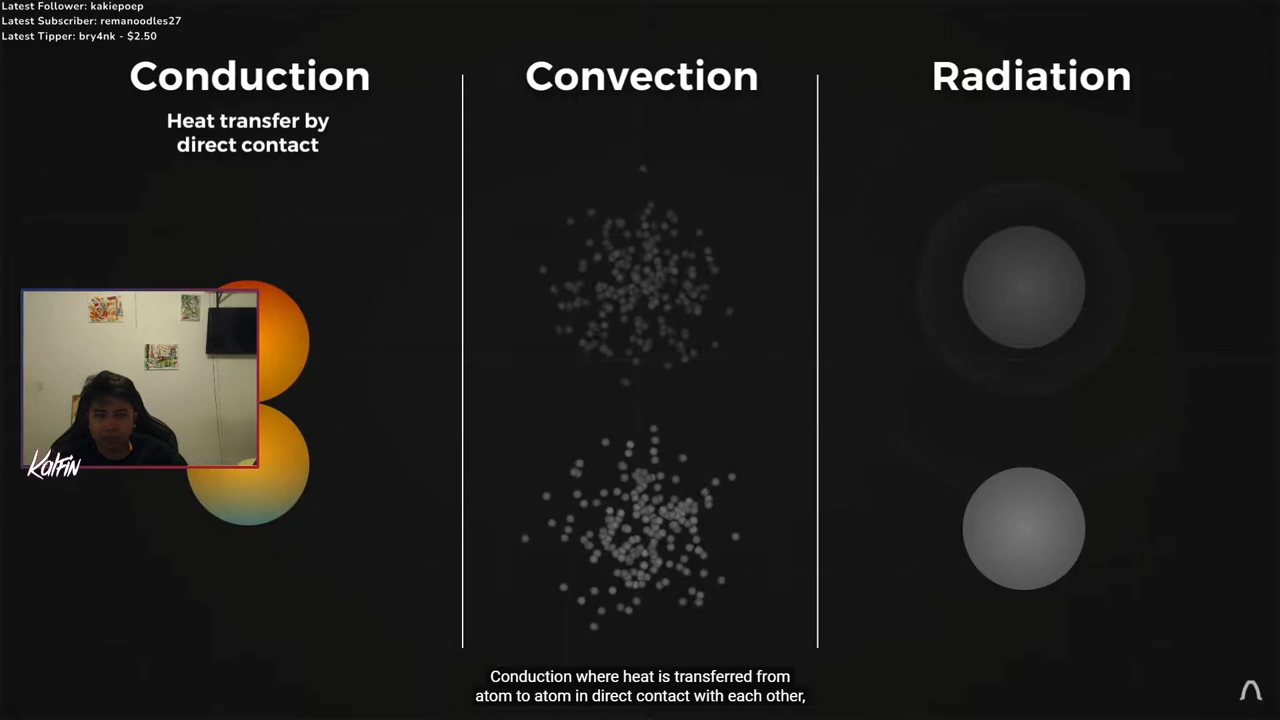 Latest Follower: kakiepoep
Latest Subscriber: remanoodles27
Latest Tipper: bry4nk - $2.50
Conduction
Heat transfer by
direct contact
Convection
Radiation
KalFin
Conduction where heat is transferred from
atom to atom in direct contact with each other,